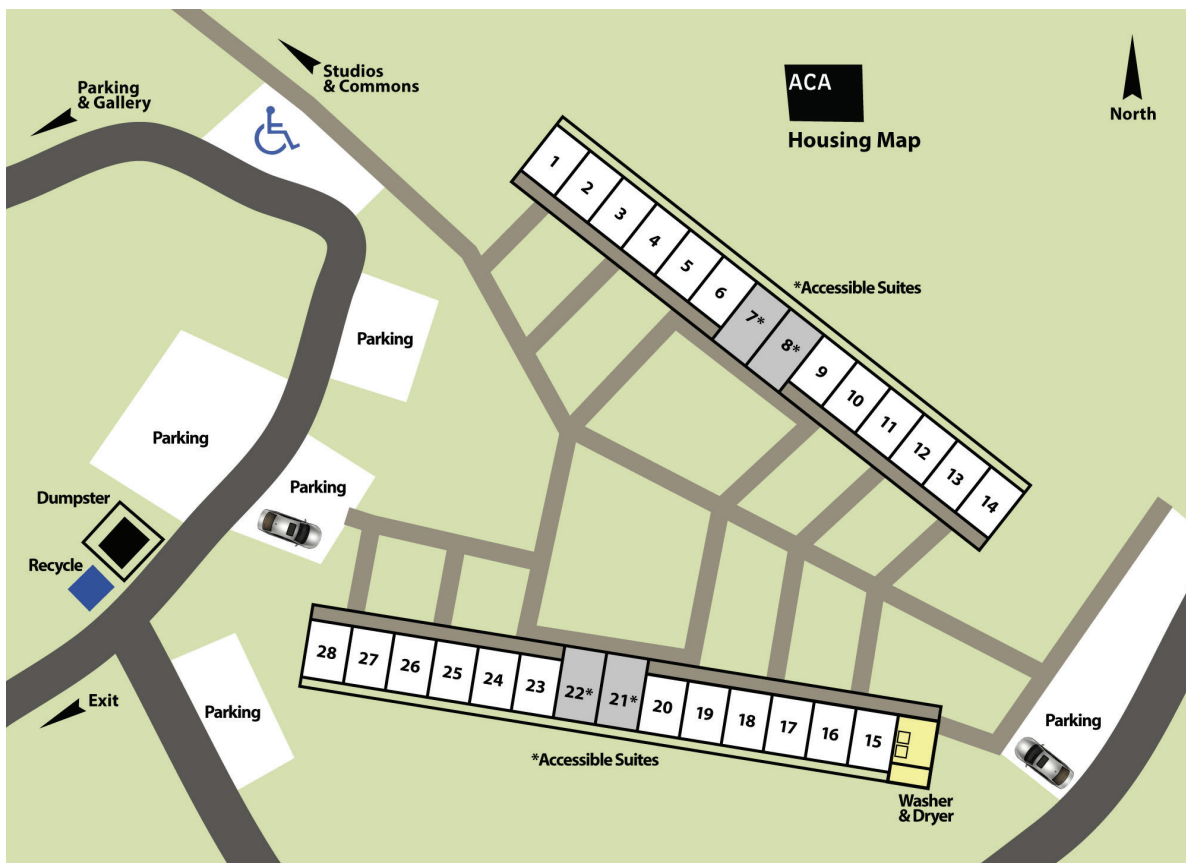 Studios
& Commons
Parking
& Gallery
ACA
Housing Map
North
1
2
3
4
5
6
7*
8*
9
10
11
12
13
14
*Accessible Suites
Parking
Parking
Parking
Dumpster
Recycle
Exit
Parking
28
27
26
25
24
23
22*
21*
20
19
18
17
16
15
*Accessible Suites
Washer
& Dryer
Parking